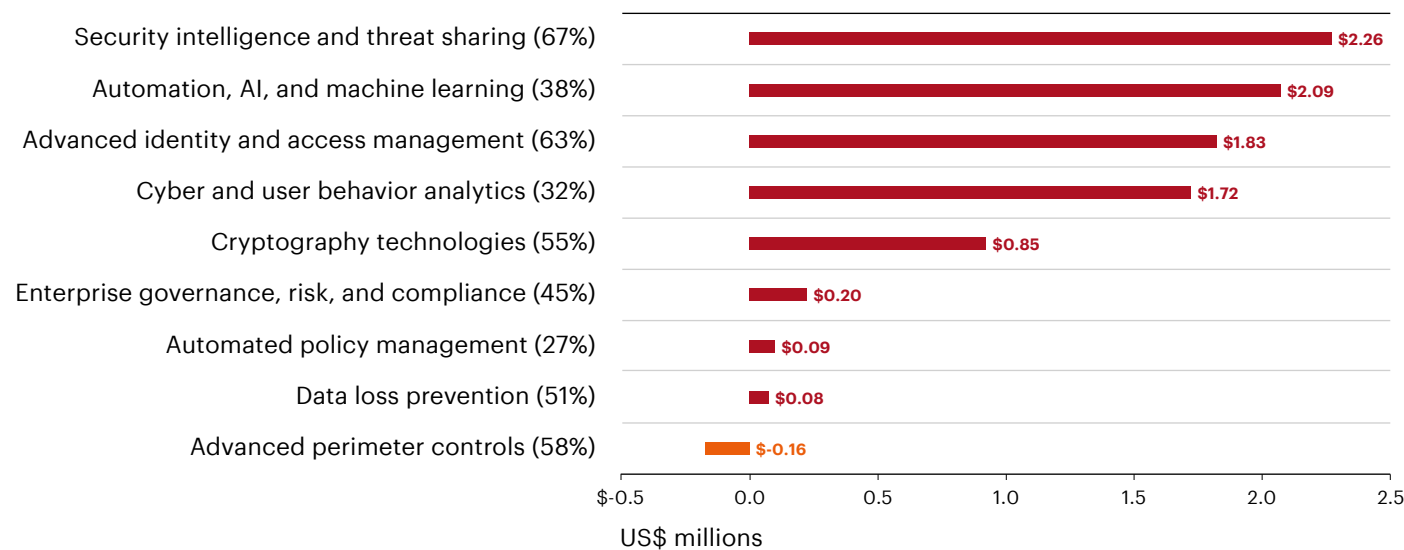 Security intelligence and threat sharing (67%) $2.26
Automation, AI, and machine learning (38%) $2.09
Advanced identity and access management (63%) $1.83
Cyber and user behavior analytics (32%) $1.72
Cryptography technologies (55%) $0.85
Enterprise governance, risk, and compliance (45%) $0.20
Automated policy management (27%) $0.09
Data loss prevention (51%) $0.08
Advanced perimeter controls (58%) $-0.16
$-0.5 0.0 0.5 1.0 1.5 2.0 2.5
US$ millions